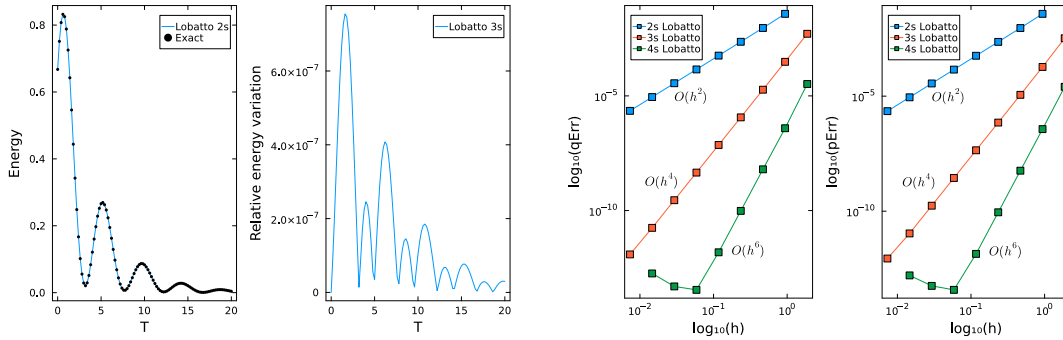 Energy
0.8
0.6
0.4
0.2
0.0
0
5
10
15
20
T
Lobatto 2s
Exact
Relative energy variation
6.0×10⁻⁷
4.0×10⁻⁷
2.0×10⁻⁷
0
0
5
10
15
20
T
Lobatto 3s
log₁₀(qErr)
10⁻⁵
10⁻¹⁰
2s Lobatto
3s Lobatto
4s Lobatto
O(h²)
O(h⁴)
O(h⁶)
10⁻²
10⁻¹
10⁰
log₁₀(h)
log₁₀(pErr)
10⁻⁵
10⁻¹⁰
2s Lobatto
3s Lobatto
4s Lobatto
O(h²)
O(h⁴)
O(h⁶)
10⁻²
10⁻¹
10⁰
log₁₀(h)